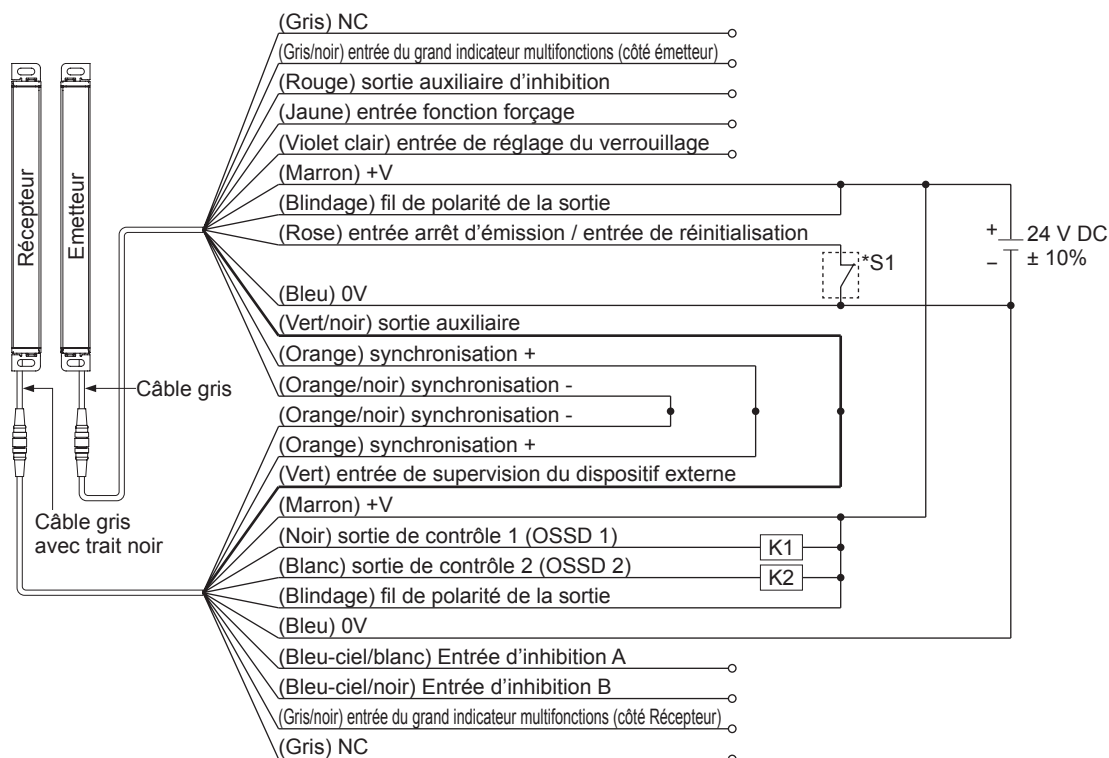 (Gris) NC
(Gris/noir) entrée du grand indicateur multifonctions (côté émetteur)
(Rouge) sortie auxiliaire d'inhibition
(Jaune) entrée fonction forçage
(Violet clair) entrée de réglage du verrouillage
(Marron) +V
(Blindage) fil de polarité de la sortie
(Rose) entrée arrêt d'émission / entrée de réinitialisation
*S1
+
−
24 V DC
± 10%
Récepteur
Emetteur
(Bleu) 0V
(Vert/noir) sortie auxiliaire
(Orange) synchronisation +
(Orange/noir) synchronisation -
Câble gris
(Orange/noir) synchronisation -
(Orange) synchronisation +
(Vert) entrée de supervision du dispositif externe
(Marron) +V
Câble gris
avec trait noir
(Noir) sortie de contrôle 1 (OSSD 1)
K1
(Blanc) sortie de contrôle 2 (OSSD 2)
K2
(Blindage) fil de polarité de la sortie
(Bleu) 0V
(Bleu-ciel/blanc) Entrée d'inhibition A
(Bleu-ciel/noir) Entrée d'inhibition B
(Gris/noir) entrée du grand indicateur multifonctions (côté Récepteur)
(Gris) NC